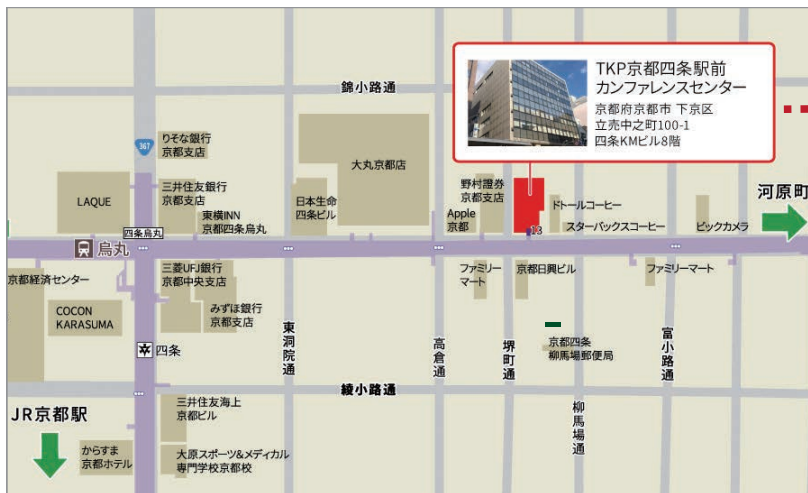 錦小路通
TKP京都四条駅前
カンファレンスセンター
京都府京都市 下京区
立売中之町100-1
四条KMビル8階
367
りそな銀行
京都支店
大丸京都店
LAQUE
三井住友銀行
京都支店
東横INN
京都四条烏丸
日本生命
四条ビル
野村證券
京都支店
Apple
京都
13
ドトールコーヒー
スターバックスコーヒー
ビックカメラ
河原町
四条烏丸
烏丸
京都経済センター
三菱UFJ銀行
京都中央支店
みずほ銀行
京都支店
COCON
KARASUMA
ファミリー
マート
京都日興ビル
ファミリーマート
四条
東洞院通
高倉通
堺町通
富小路通
京都四条
柳馬場郵便局
綾小路通
柳馬場通
JR京都駅
三井住友海上
京都ビル
からすま
京都ホテル
大原スポーツ&メディカル
専門学校京都校